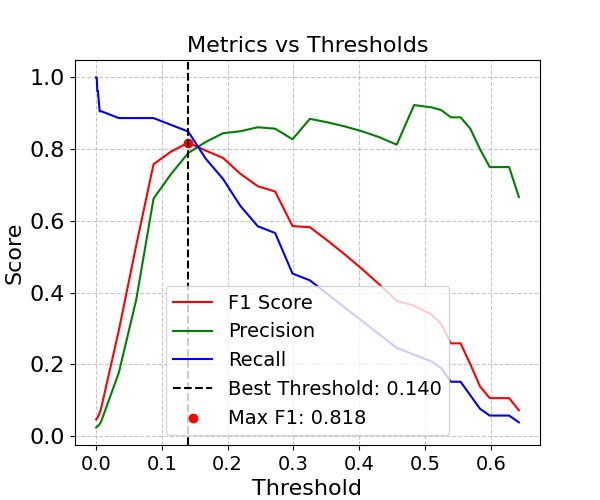 Metrics vs Thresholds
Score
1.0
0.8
0.6
0.4
0.2
0.0
F1 Score
Precision
Recall
Best Threshold: 0.140
Max F1: 0.818
0.0 0.1 0.2 0.3 0.4 0.5 0.6
Threshold